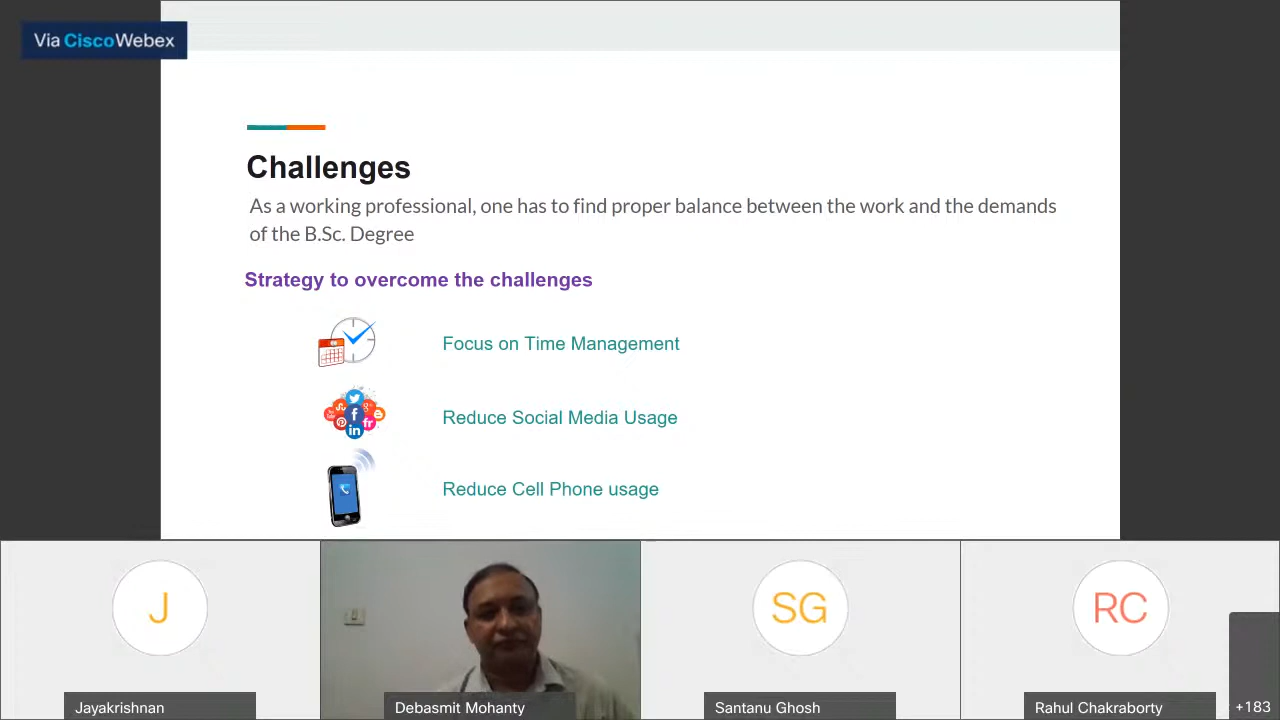 Via CiscoWebex
Challenges
As a working professional, one has to find proper balance between the work and the demands
of the B.Sc. Degree
Strategy to overcome the challenges
Focus on Time Management
Reduce Social Media Usage
Reduce Cell Phone usage
J
SG
RC
Jayakrishnan
Debasmit Mohanty
Santanu Ghosh
Rahul Chakraborty
+183